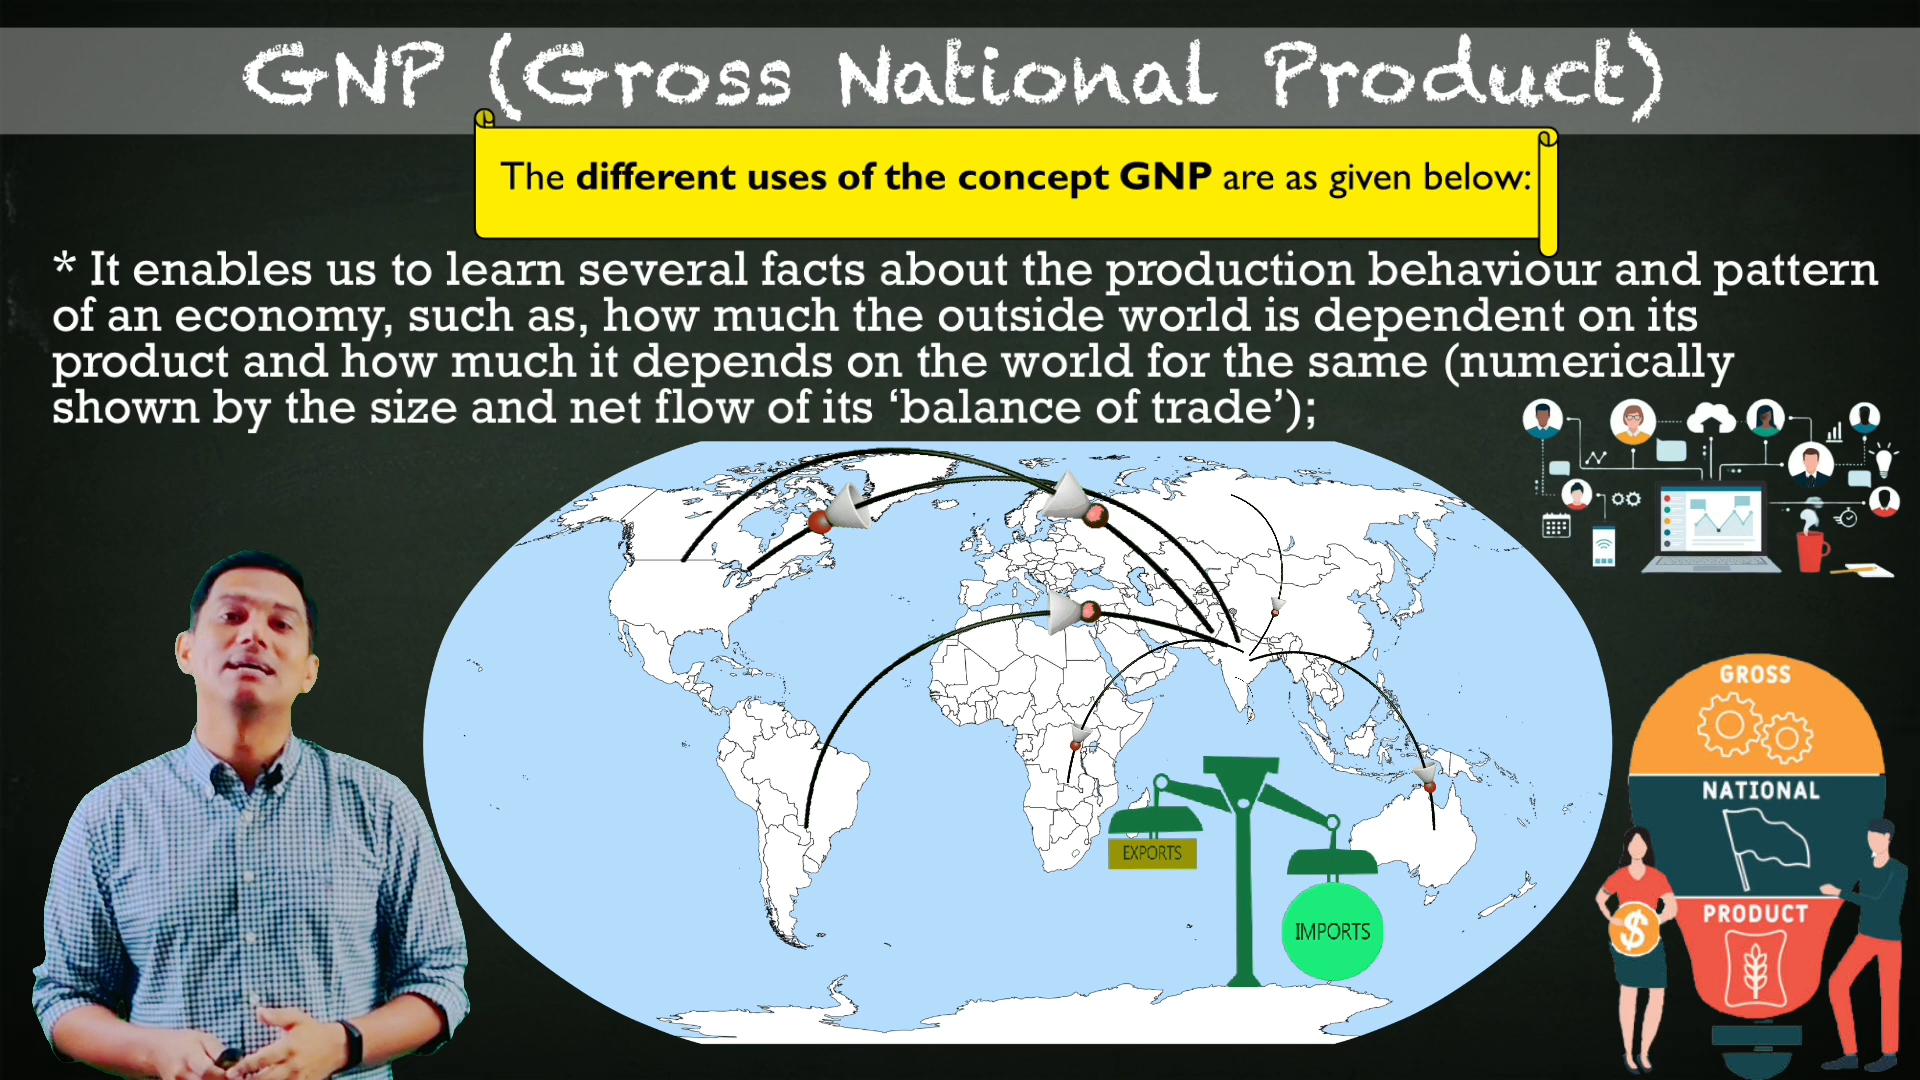 GNP (Gross National Product)
The different uses of the concept GNP are as given below:
* It enables us to learn several facts about the production behaviour and pattern
of an economy, such as, how much the outside world is dependent on its
product and how much it depends on the world for the same (numerically
shown by the size and net flow of its ‘balance of trade’);
EXPORTS
IMPORTS
GROSS
NATIONAL
PRODUCT
$